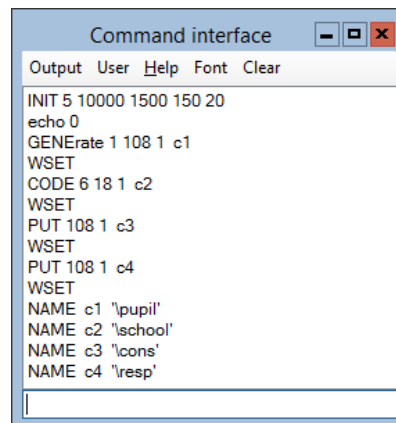 Command interface
Output User Help Font Clear
INIT 5 10000 1500 150 20
echo 0
GENErate 1 108 1 c1
WSET
CODE 6 18 1 c2
WSET
PUT 108 1 c3
WSET
PUT 108 1 c4
WSET
NAME c1 '\pupil'
NAME c2 '\school'
NAME c3 '\cons'
NAME c4 '\resp'